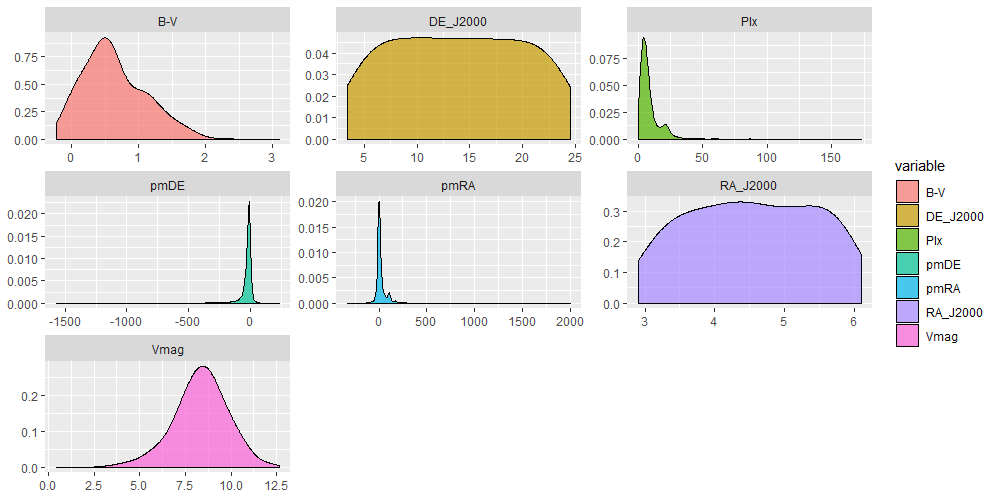 B-V
DE_J2000
Plx
0.75
0.50
0.25
0.00
0 1 2 3
0.04
0.03
0.02
0.01
0.00
5 10 15 20 25
0.075
0.050
0.025
0.000
0 50 100 150
pmDE
pmRA
RA_J2000
0.020
0.015
0.010
0.005
0.000
-1500 -1000 -500 0
0.020
0.015
0.010
0.005
0.000
0 500 1000 1500 2000
0.3
0.2
0.1
0.0
3 4 5 6
Vmag
0.2
0.1
0.0
0.0 2.5 5.0 7.5 10.0 12.5
variable
B-V
DE_J2000
Plx
pmDE
pmRA
RA_J2000
Vmag